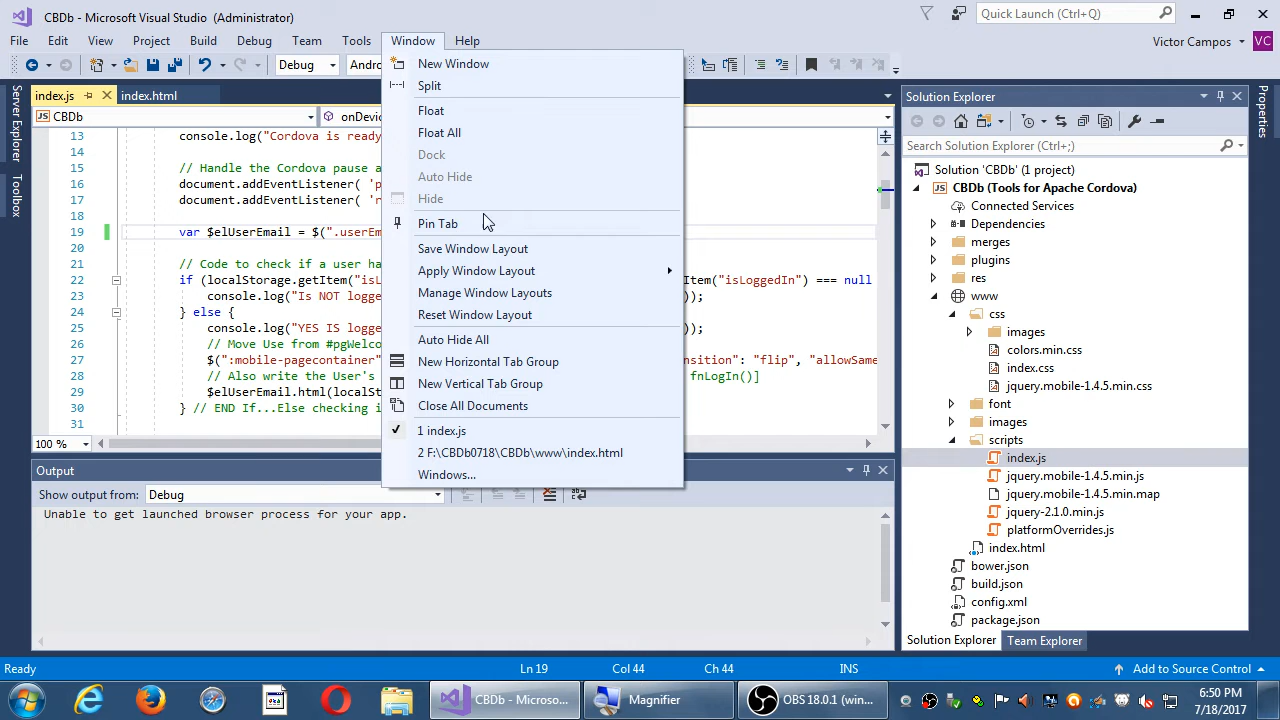 CBDb - Microsoft Visual Studio (Administrator)
Quick Launch (Ctrl+Q)
File Edit View Project Build Debug Team Tools Window Help
Victor Campos VC
Debug Andro
index.js index.html
CBDb onDevic
13 console.log("Cordova is ready
14
15 // Handle the Cordova pause a
16 document.addEventListener( 'p
17 document.addEventListener( 'r
18
19 var $elUserEmail = $(".userEm
20
21 // Code to check if a user ha
22 if (localStorage.getItem("isL Item("isLoggedIn") === null
23 console.log("Is NOT logge ));
24 } else {
25 console.log("YES IS logge ));
26 // Move Use from #pgWelco
27 $(":mobile-pagecontainer" nsition": "flip", "allowSame
28 // Also write the User's fnLogIn()]
29 $elUserEmail.html(localSt
30 } // END If...Else checking i
31
100 %
New Window
Split
Float
Float All
Dock
Auto Hide
Hide
Pin Tab
Save Window Layout
Apply Window Layout
Manage Window Layouts
Reset Window Layout
Auto Hide All
New Horizontal Tab Group
New Vertical Tab Group
Close All Documents
1 index.js
2 F:\CBDb0718\CBDb\www\index.html
Windows...
Server Explorer
Toolbox
Output
Show output from: Debug
Unable to get launched browser process for your app.
Solution Explorer
Search Solution Explorer (Ctrl+;)
Solution 'CBDb' (1 project)
CBDb (Tools for Apache Cordova)
Connected Services
Dependencies
merges
plugins
res
www
css
images
colors.min.css
index.css
jquery.mobile-1.4.5.min.css
font
images
scripts
index.js
jquery.mobile-1.4.5.min.js
jquery.mobile-1.4.5.min.map
jquery-2.1.0.min.js
platformOverrides.js
index.html
bower.json
build.json
config.xml
package.json
Solution Explorer Team Explorer
Properties
Ready Ln 19 Col 44 Ch 44 INS Add to Source Control
CBDb - Microso... Magnifier OBS 18.0.1 (win...
6:50 PM
7/18/2017